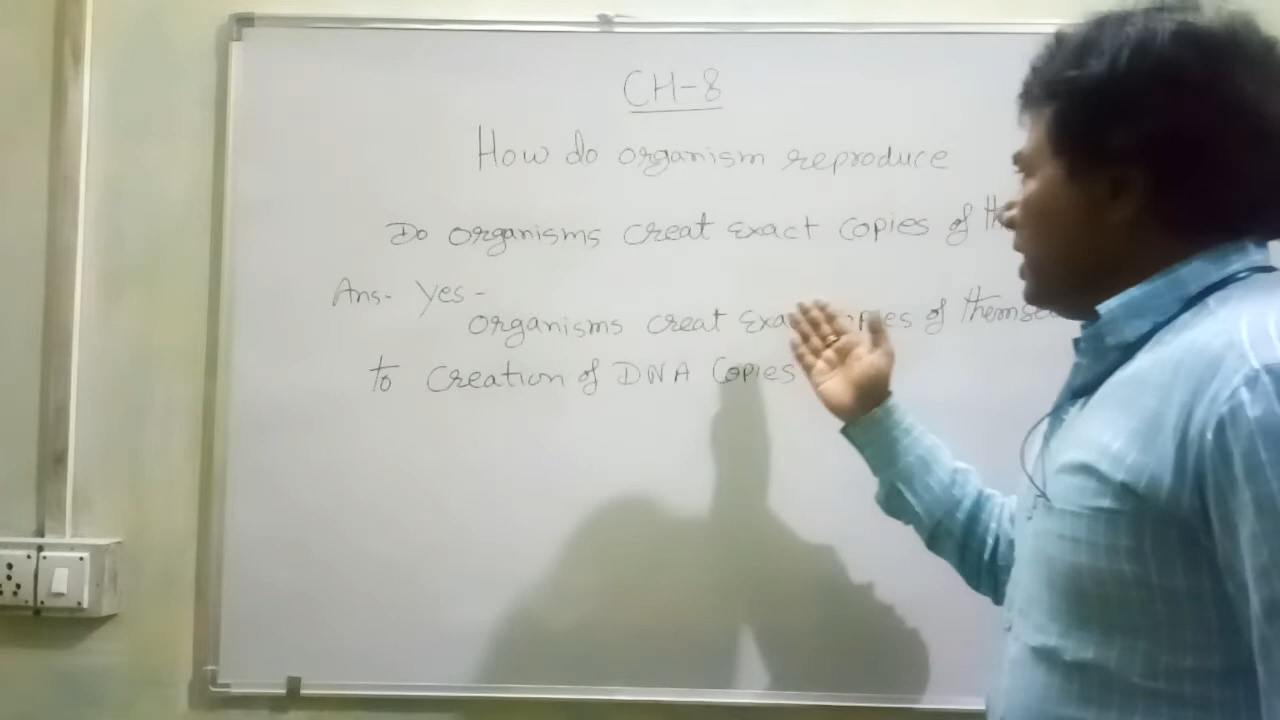 CH-8
How do organism reproduce
Do organisms creat exact copies of
Ans- Yes-
Organisms creat of
to creation of DNA Copies